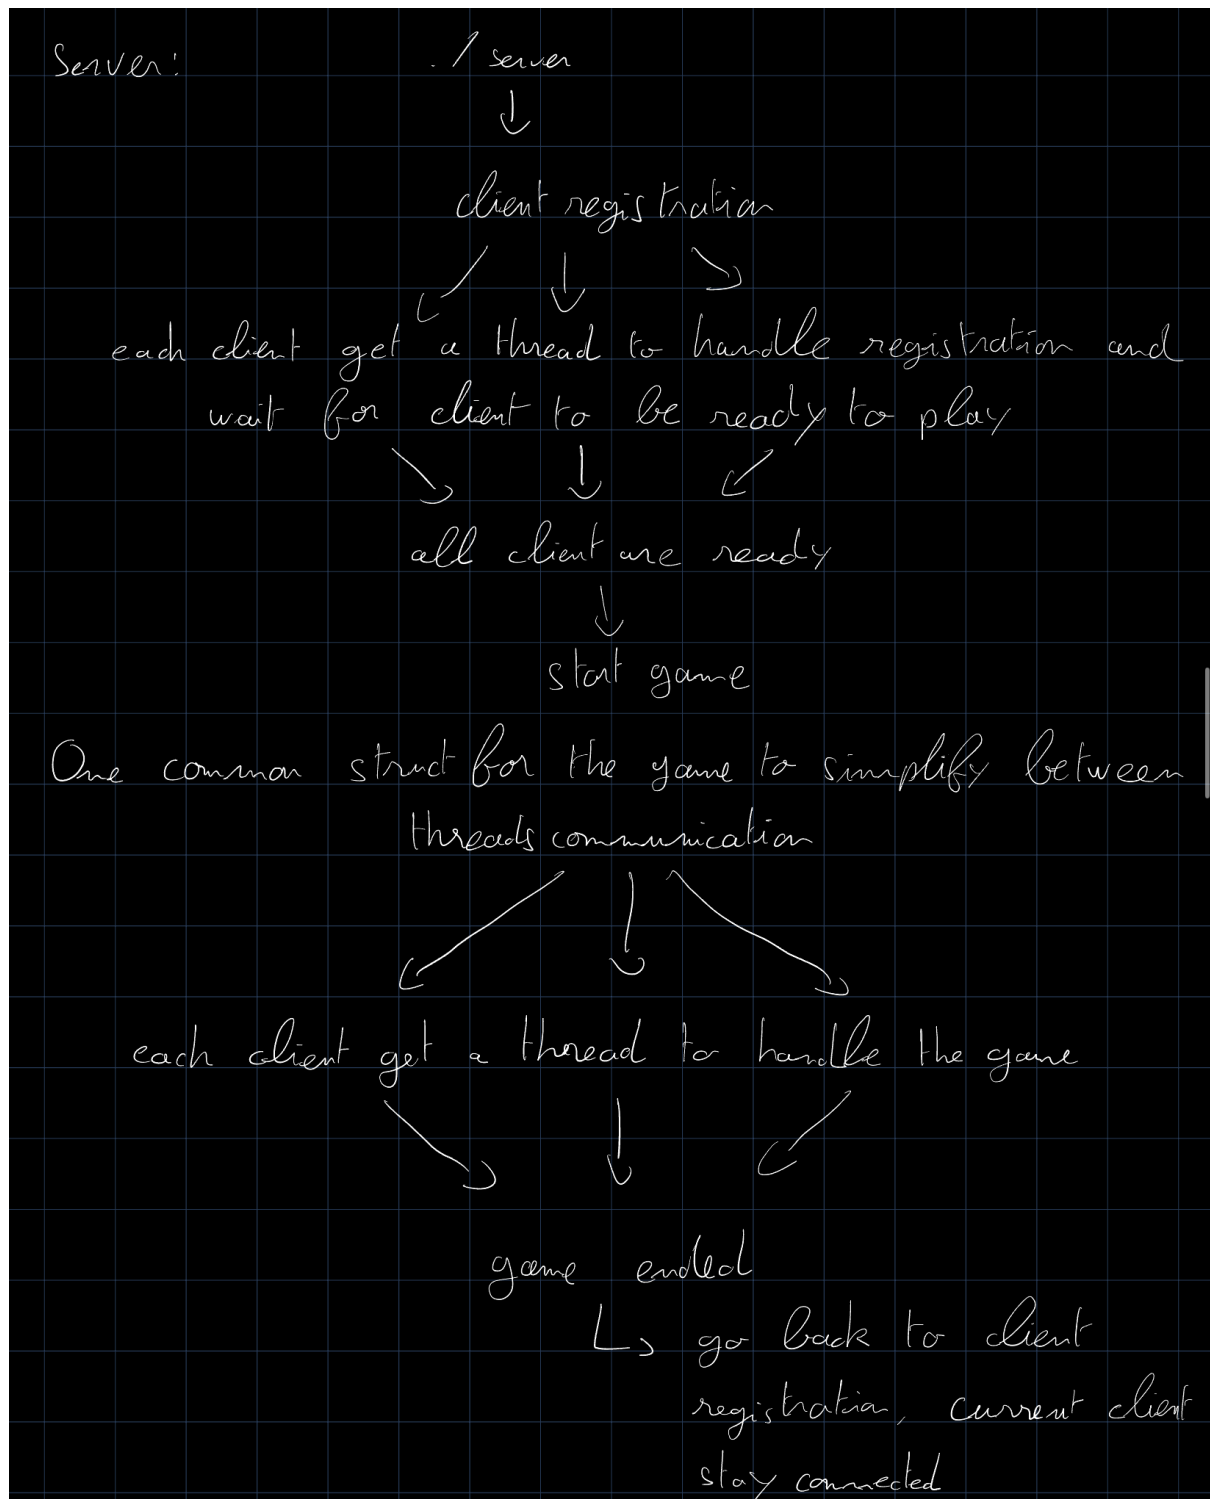 Server: ./server
client registration
each client get a thread to handle registration and
wait for client to be ready to play
all client are ready
start game
One common struct for the game to simplify between
threads communication
each client get a thread to handle the game
game ended
go back to client
registration, current client
stay connected